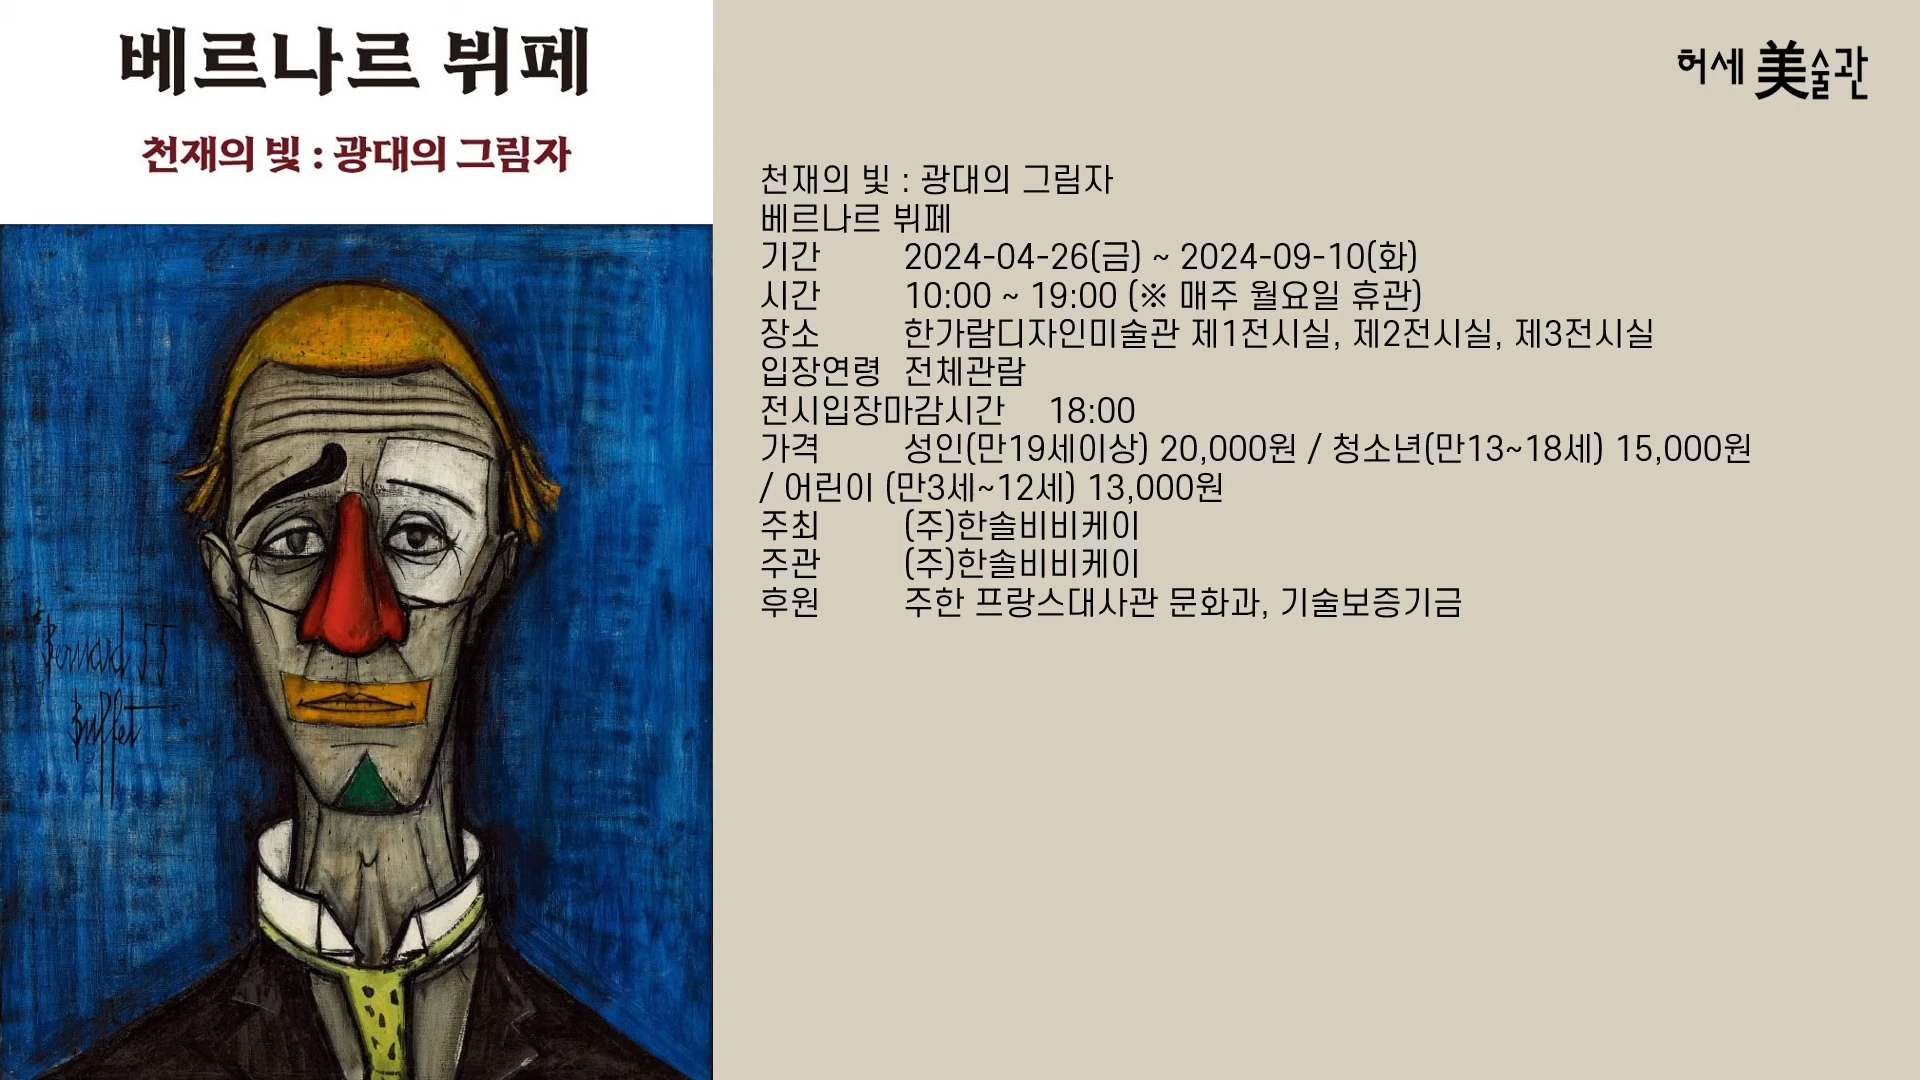 베르나르 뷔페
천재의 빛 : 광대의 그림자
Bernard 55
Buffet
허세 美술관
천재의 빛 : 광대의 그림자
베르나르 뷔페
기간 2024-04-26(금) ~ 2024-09-10(화)
시간 10:00 ~ 19:00 (※ 매주 월요일 휴관)
장소 한가람디자인미술관 제1전시실, 제2전시실, 제3전시실
입장연령 전체관람
전시입장마감시간 18:00
가격 성인(만19세이상) 20,000원 / 청소년(만13~18세) 15,000원
/ 어린이 (만3세~12세) 13,000원
주최 (주)한솔비비케이
주관 (주)한솔비비케이
후원 주한 프랑스대사관 문화과, 기술보증기금